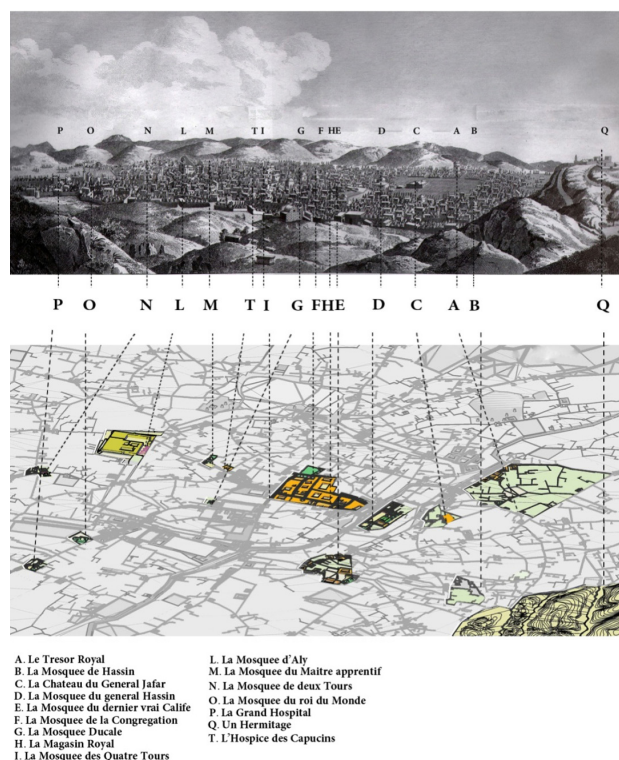 P O N L M T I G F H E D C A B Q
P O N L M T I G F H E D C A B Q
A. Le Tresor Royal
B. La Mosquee de Hassin
C. La Chateau du General Jafar
D. La Mosquee du general Hassin
E. La Mosquee du dernier vrai Calife
F. La Mosquee de la Congregation
G. La Mosquee Ducale
H. La Magasin Royal
I. La Mosquee des Quatre Tours
L. La Mosquee d'Aly
M. La Mosquee du Maitre apprentif
N. La Mosquee de deux Tours
O. La Mosquee du roi du Monde
P. La Grand Hospital
Q. Un Hermitage
T. L'Hospice des Capucins